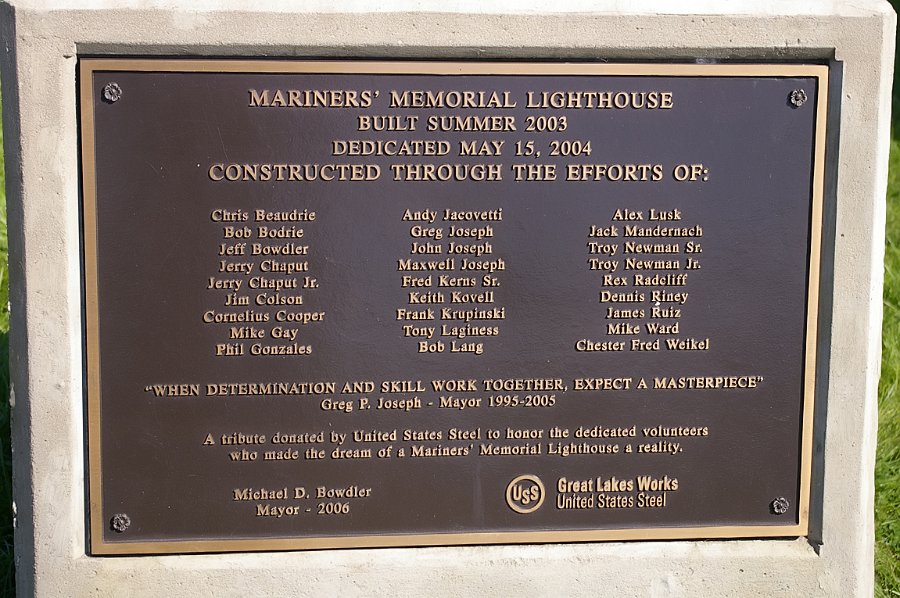 MARINERS' MEMORIAL LIGHTHOUSE
BUILT SUMMER 2003
DEDICATED MAY 15, 2004
CONSTRUCTED THROUGH THE EFFORTS OF:
Chris Beaudrie
Bob Bodrie
Jeff Bowdler
Jerry Chaput
Jerry Chaput Jr.
Jim Colson
Cornelius Cooper
Mike Gay
Phil Gonzales
Andy Jacovetti
Greg Joseph
John Joseph
Maxwell Joseph
Fred Kerns Sr.
Keith Kovell
Frank Krupinski
Tony Laginess
Bob Lang
Alex Lusk
Jack Mandernach
Troy Newman Sr.
Troy Newman Jr.
Rex Radcliff
Dennis Riney
James Ruiz
Mike Ward
Chester Fred Weikel
"WHEN DETERMINATION AND SKILL WORK TOGETHER, EXPECT A MASTERPIECE"
Greg P. Joseph - Mayor 1995-2005
A tribute donated by United States Steel to honor the dedicated volunteers
who made the dream of a Mariners' Memorial Lighthouse a reality.
Michael D. Bowdler
Mayor - 2006
USS
Great Lakes Works
United States Steel